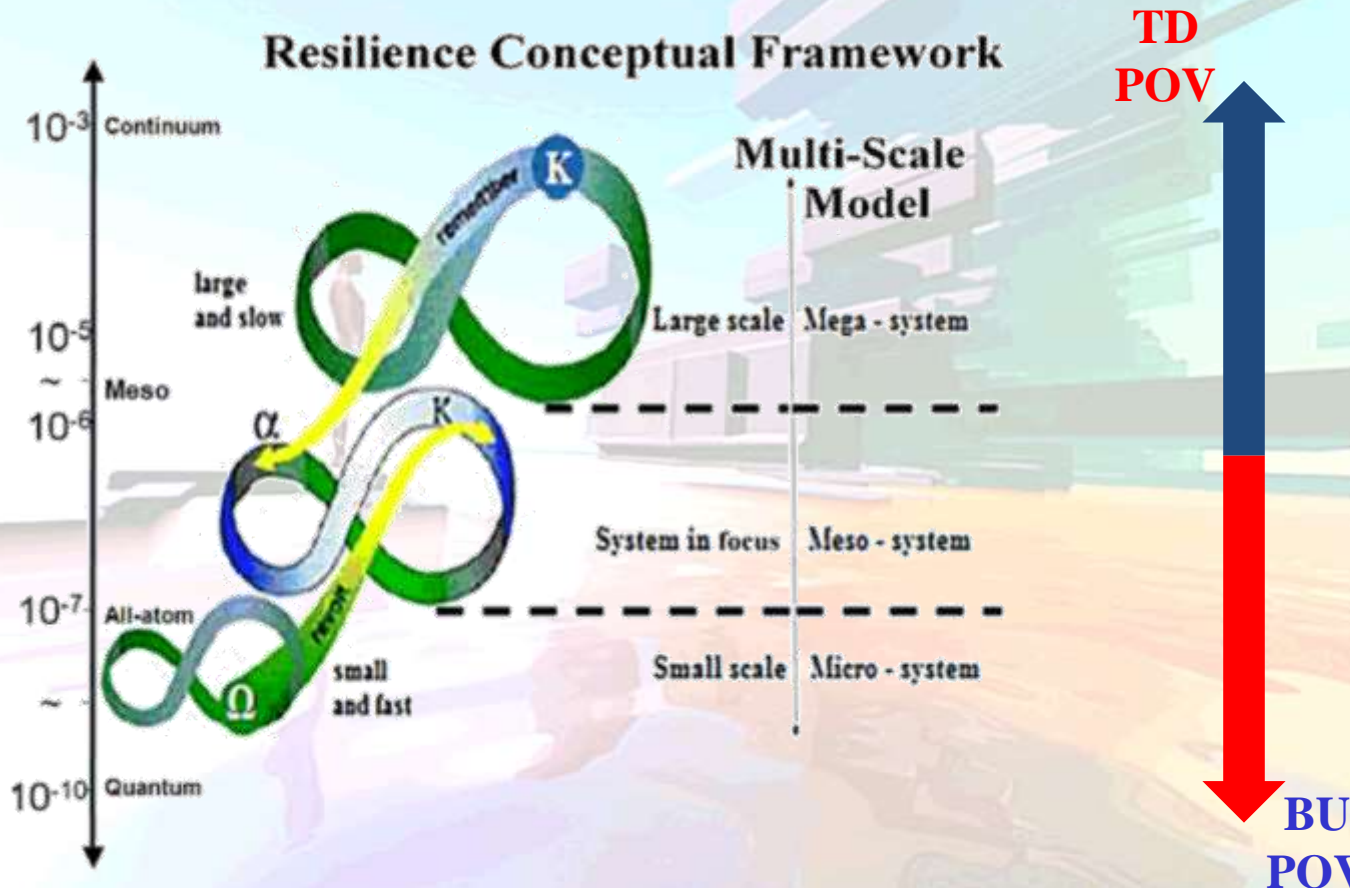 Resilience Conceptual Framework
TD
POV
10-3 Continuum
Multi-Scale
Model
K
remember
large
and slow
10-5
Large scale Mega - system
~
Meso
10-6
α
K
System in focus Meso - system
10-7
All-atom
revolt
small
and fast
Small scale Micro - system
~
Ω
10-10 Quantum
BU
POV